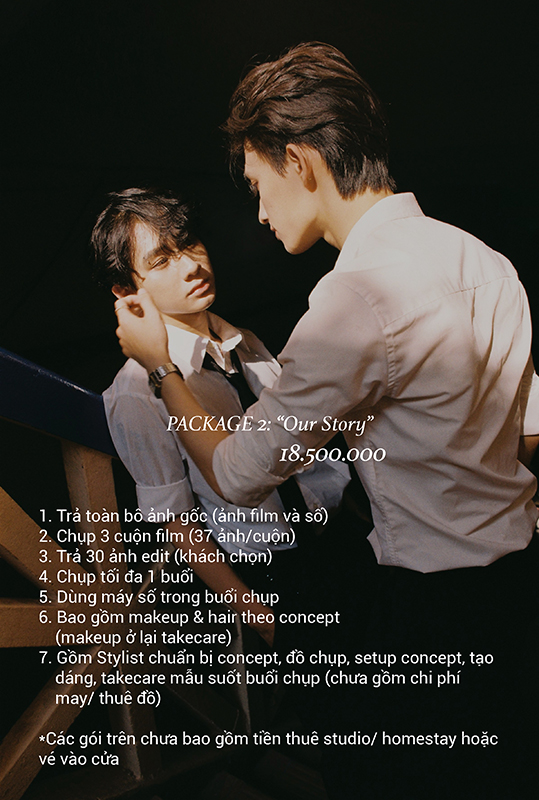 PACKAGE 2: “Our Story”
18.500.000
1. Trả toàn bô ảnh gốc (ảnh film và số)
2. Chụp 3 cuộn film (37 ảnh/cuộn)
3. Trả 30 ảnh edit (khách chọn)
4. Chụp tối đa 1 buổi
5. Dùng máy số trong buổi chụp
6. Bao gồm makeup & hair theo concept
(makeup ở lại takecare)
7. Gồm Stylist chuẩn bị concept, đồ chụp, setup concept, tạo
dáng, takecare mẫu suốt buổi chụp (chưa gồm chi phí
may/ thuê đồ)
*Các gói trên chưa bao gồm tiền thuê studio/ homestay hoặc
vé vào cửa